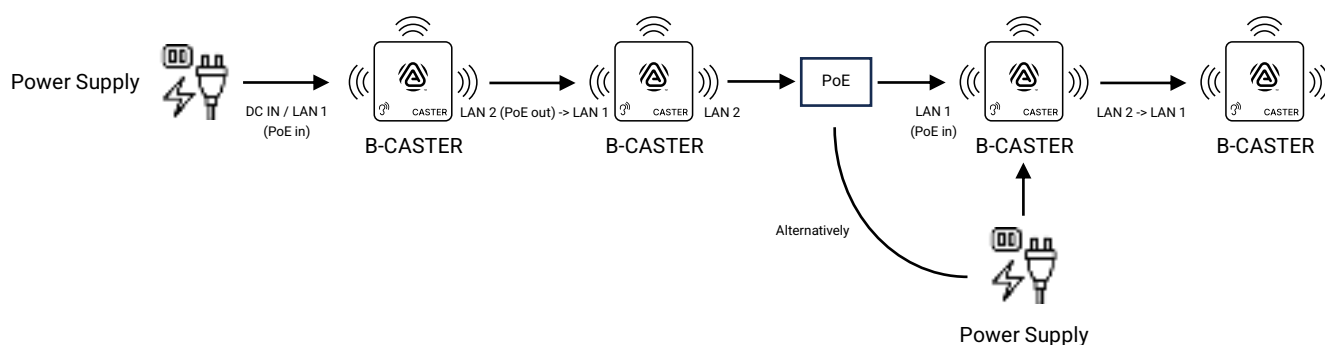 Power Supply
DC IN / LAN 1
(PoE in)
CASTER
B-CASTER
LAN 2 (PoE out) -> LAN 1
CASTER
B-CASTER
LAN 2
PoE
LAN 1
(PoE in)
CASTER
B-CASTER
LAN 2 -> LAN 1
CASTER
B-CASTER
Alternatively
Power Supply